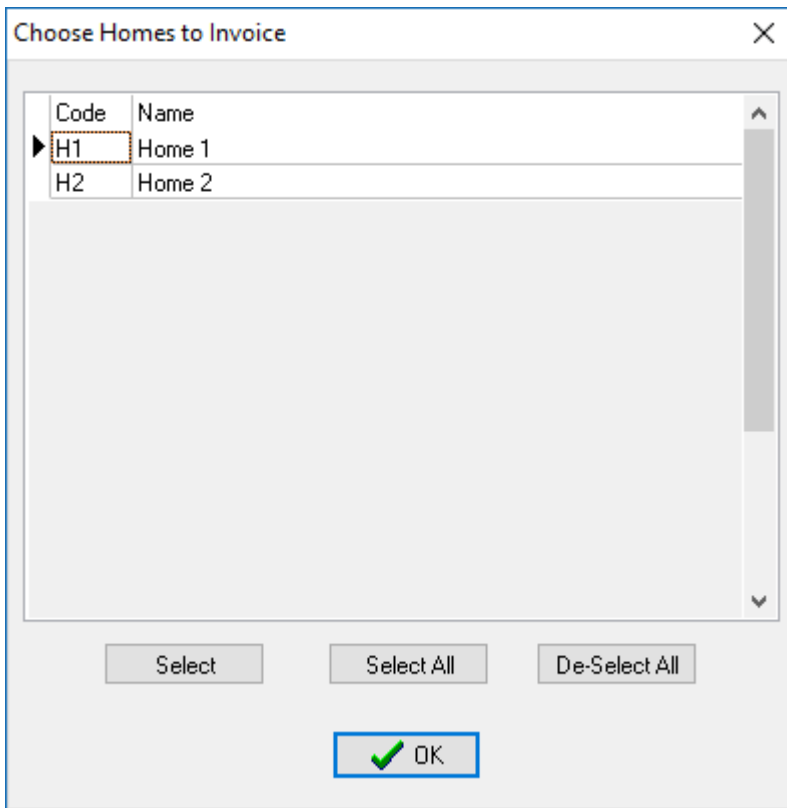 Choose Homes to Invoice
Code Name
H1 Home 1
H2 Home 2
Select Select All De-Select All
OK